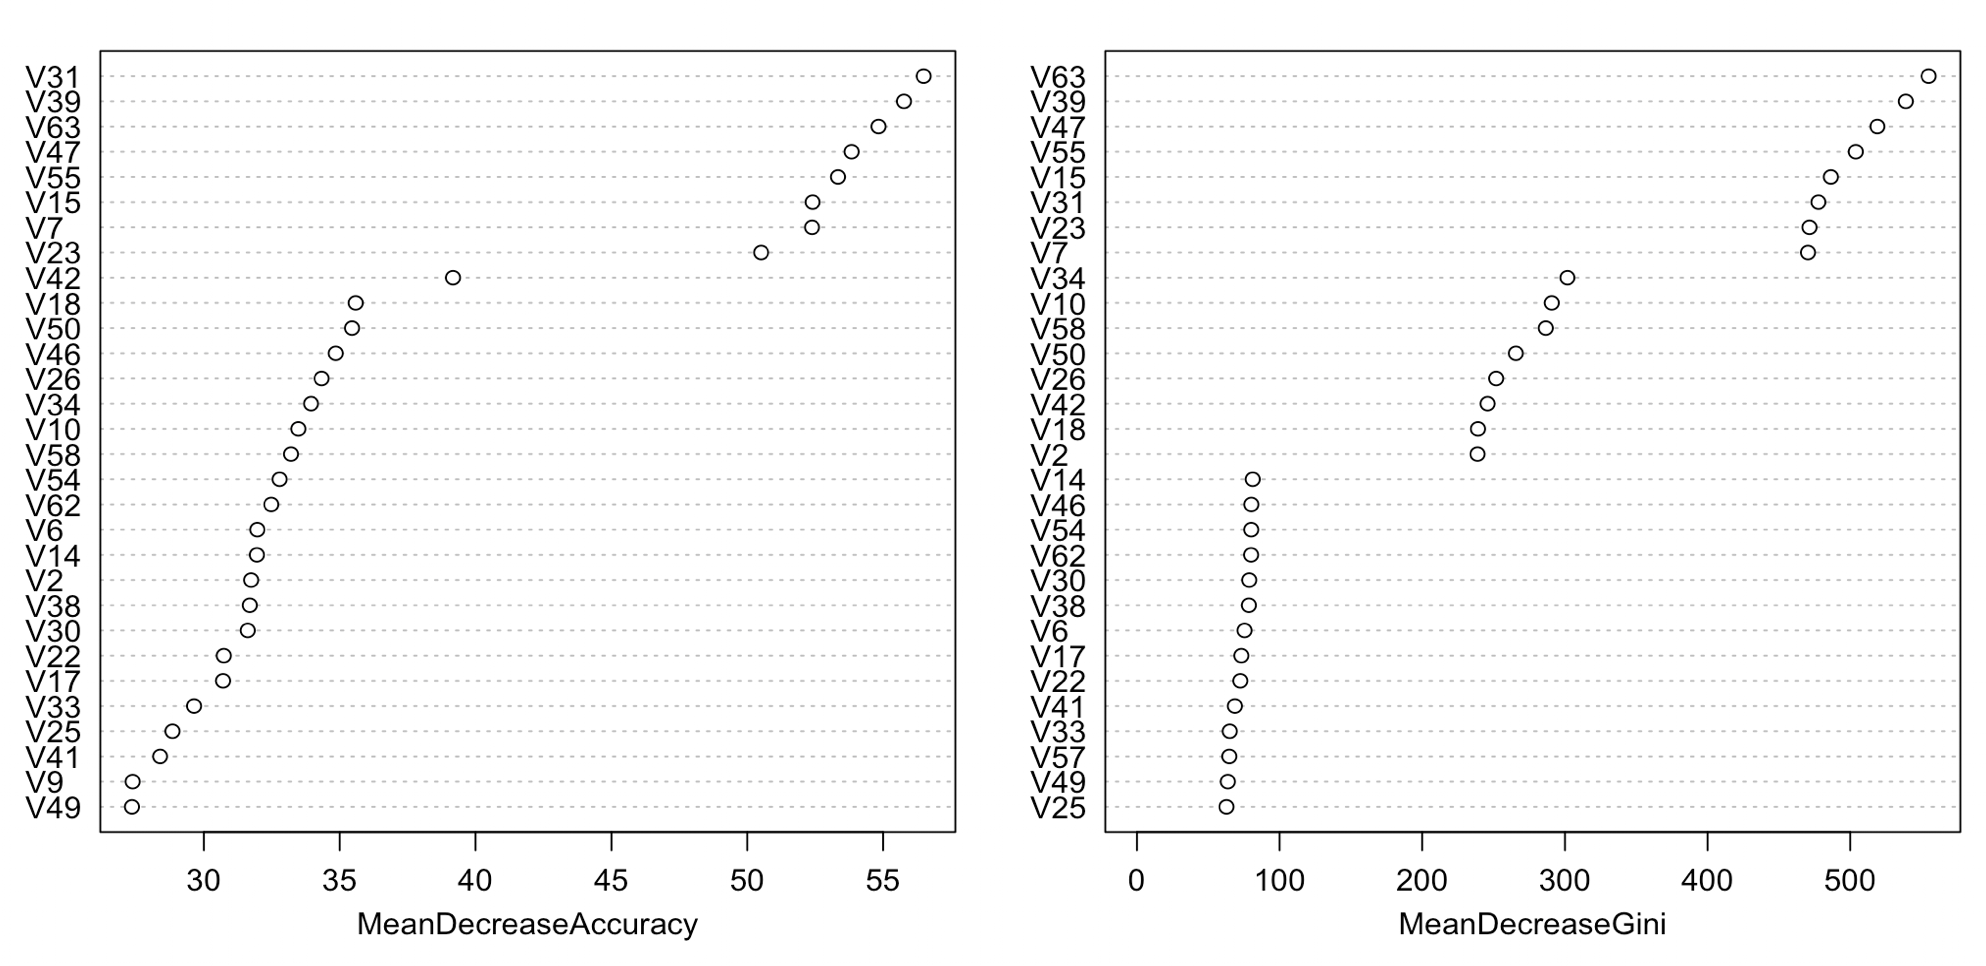 V31
V39
V63
V47
V55
V15
V7
V23
V42
V18
V50
V46
V26
V34
V10
V58
V54
V62
V6
V14
V2
V38
V30
V22
V17
V33
V25
V41
V9
V49
30 35 40 45 50 55
MeanDecreaseAccuracy
V63
V39
V47
V55
V15
V31
V23
V7
V34
V10
V58
V50
V26
V42
V18
V2
V14
V46
V54
V62
V30
V38
V6
V17
V22
V41
V33
V57
V49
V25
0 100 200 300 400 500
MeanDecreaseGini